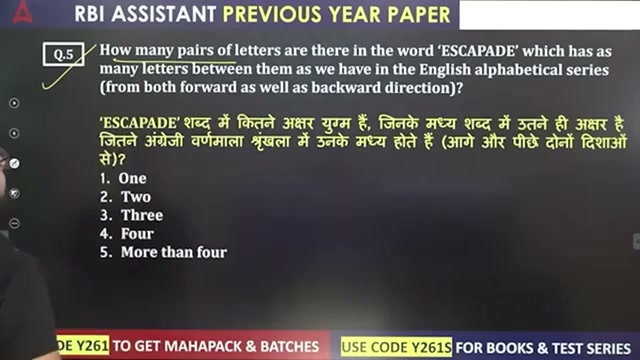 RBI ASSISTANT PREVIOUS YEAR PAPER
Q.5
How many pairs of letters are there in the word ‘ESCAPADE’ which has as
many letters between them as we have in the English alphabetical series
(from both forward as well as backward direction)?
‘ESCAPADE’ शब्द में कितने अक्षर युग्म हैं, जिनके मध्य शब्द में उतने ही अक्षर है
जितने अंग्रेजी वर्णमाला श्रृंखला में उनके मध्य होते हैं (आगे और पीछे दोनों दिशाओं
से)?
1. One
2. Two
3. Three
4. Four
5. More than four
DE Y261 TO GET MAHAPACK & BATCHES
USE CODE Y261S FOR BOOKS & TEST SERIES